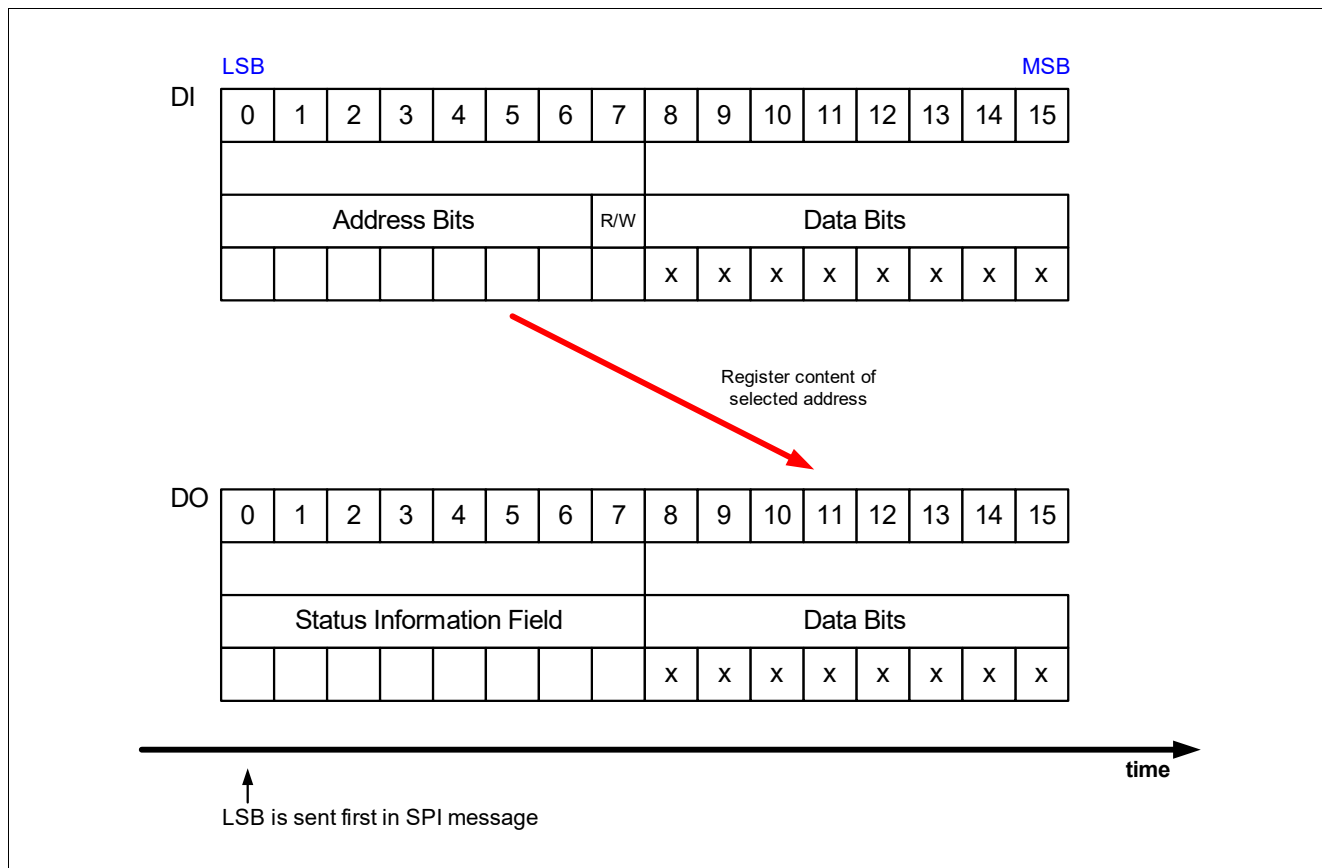 LSB MSB
DI
0 1 2 3 4 5 6 7 8 9 10 11 12 13 14 15
Address Bits R/W Data Bits
x x x x x x x x
Register content of
selected address
DO
0 1 2 3 4 5 6 7 8 9 10 11 12 13 14 15
Status Information Field Data Bits
x x x x x x x x
time
LSB is sent first in SPI message